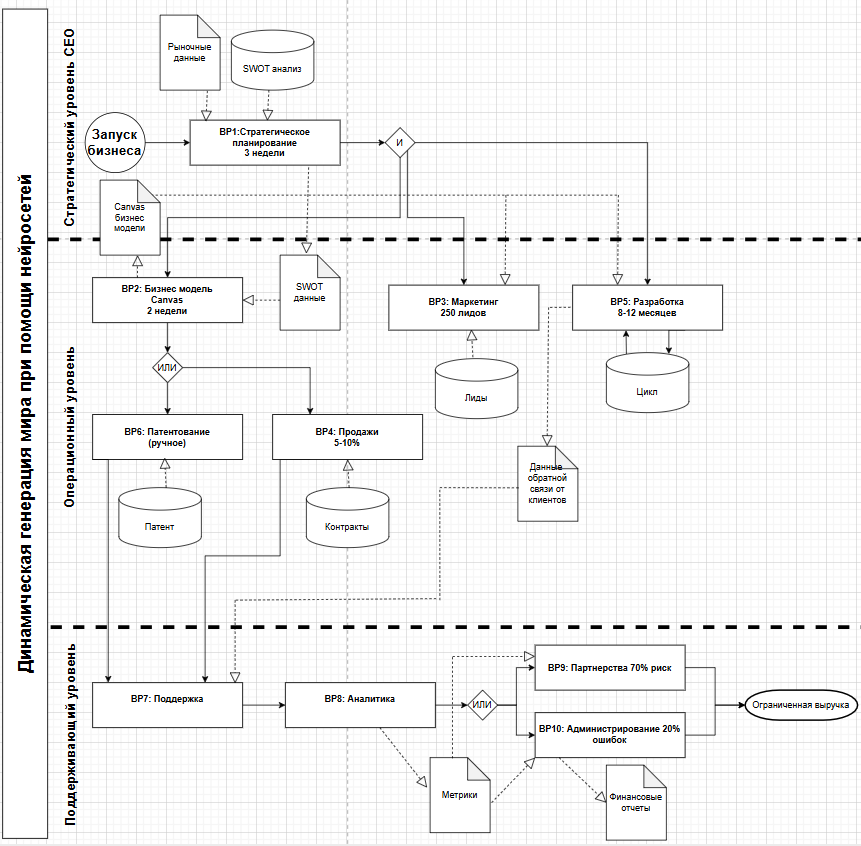 Динамическая генерация мира при помощи нейросетей
Стратегический уровень CEO
Рыночные
данные
SWOT анализ
Запуск
бизнеса
BP1:Стратегическое
планирование
3 недели
И
Canvas
бизнес
модели
Операционный уровень
BP2: Бизнес модель
Canvas
2 недели
SWOT
данные
BP3: Маркетинг
250 лидов
BP5: Разработка
8-12 месяцев
ИЛИ
Лиды
Цикл
BP6: Патентование
(ручное)
BP4: Продажи
5-10%
Данные
обратной
связи от
клиентов
Патент
Контракты
Поддерживающий уровень
BP7: Поддержка
BP8: Аналитика
ИЛИ
BP9: Партнерства 70% риск
BP10: Администрирование 20%
ошибок
Ограниченная выручка
Метрики
Финансовые
отчеты